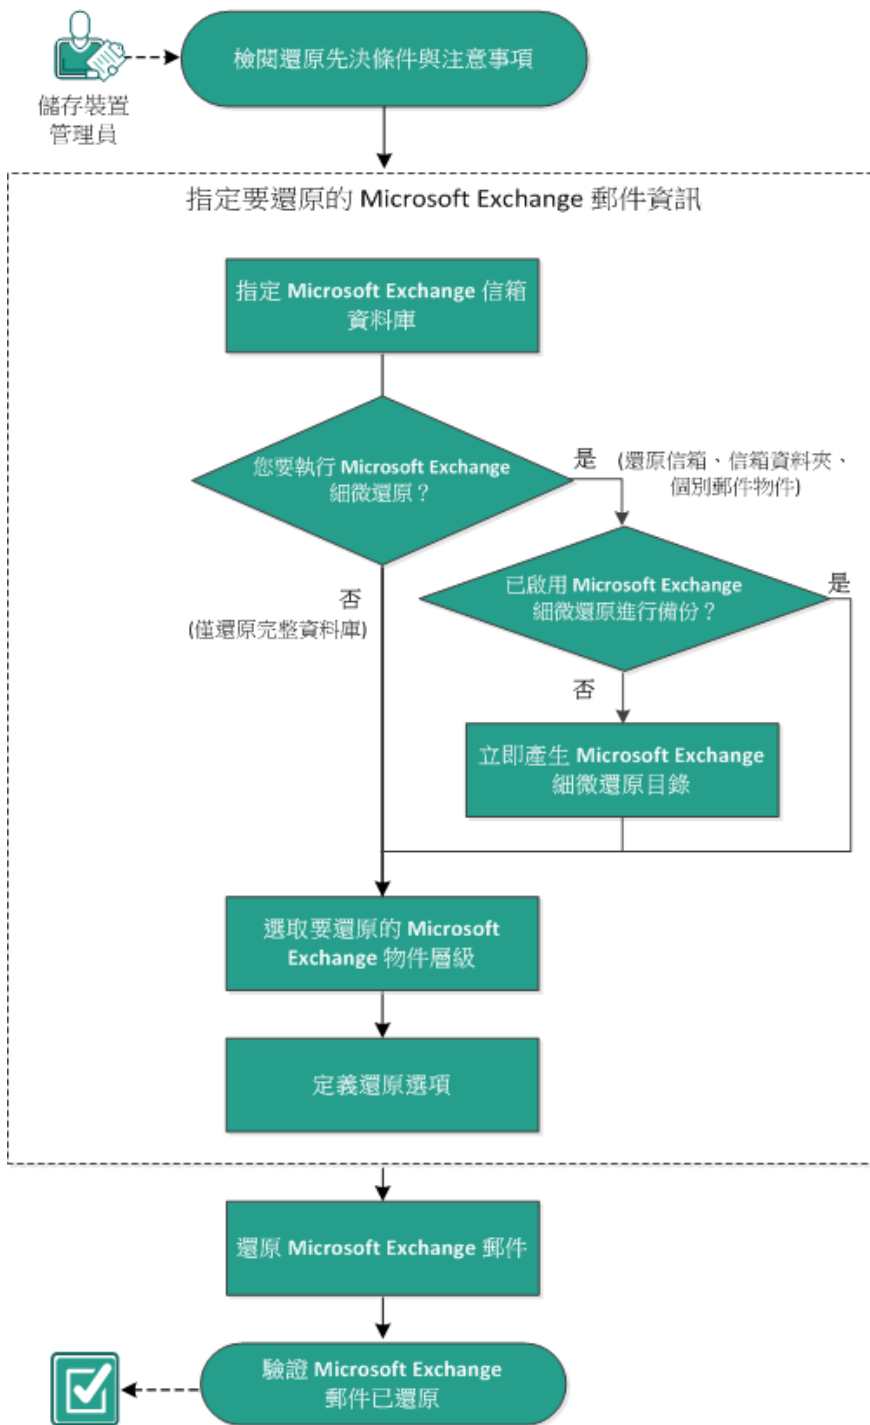 檢閱還原先決條件與注意事項
儲存裝置
管理員
指定要還原的 Microsoft Exchange 郵件資訊
指定 Microsoft Exchange 信箱
資料庫
您要執行 Microsoft Exchange
細微還原？
是 (還原信箱、信箱資料夾、
個別郵件物件)
已啟用 Microsoft Exchange
細微還原進行備份？
是
否
(僅還原完整資料庫)
否
立即產生 Microsoft Exchange
細微還原目錄
選取要還原的 Microsoft
Exchange 物件層級
定義還原選項
還原 Microsoft Exchange 郵件
驗證 Microsoft Exchange
郵件已還原